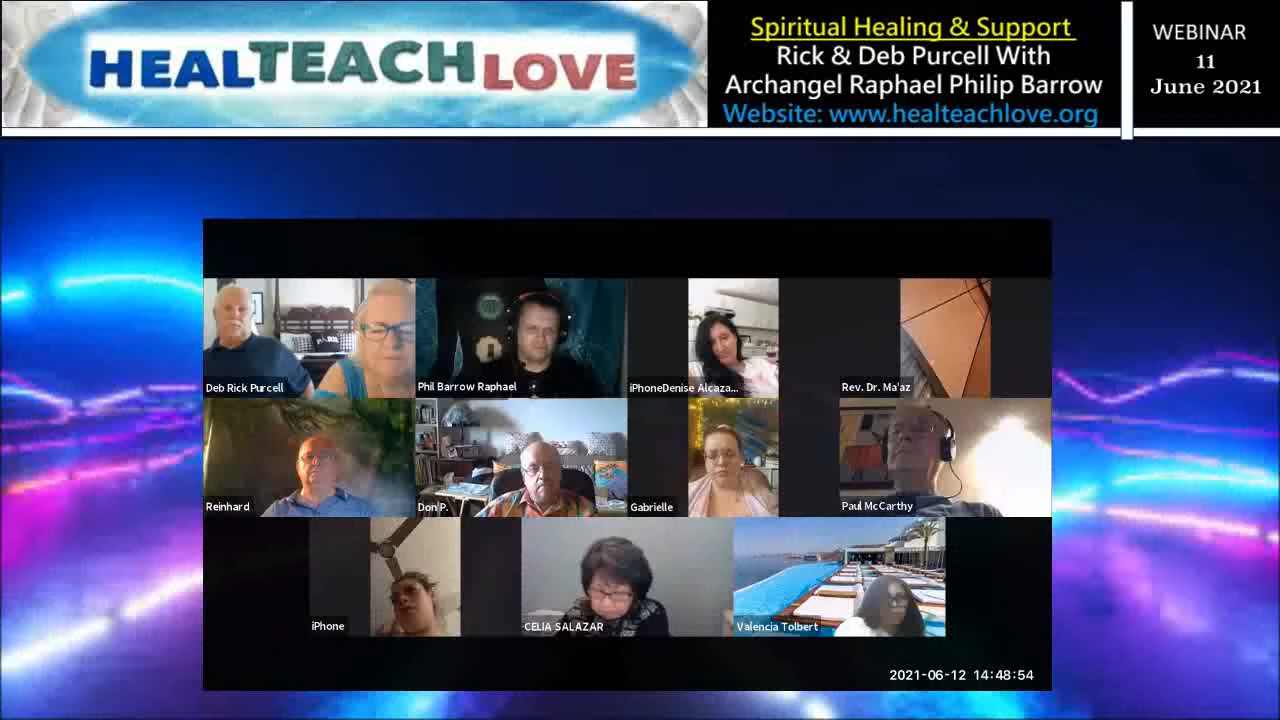 HEALTEACHLOVE
Spiritual Healing & Support
Rick & Deb Purcell With
Archangel Raphael Philip Barrow
Website: www.healteachlove.org
WEBINAR
11
June 2021
Deb Rick Purcell
Phil Barrow Raphael
iPhoneDenise Alcaza...
Rev. Dr. Ma'az
Reinhard
Don P.
Gabrielle
Paul McCarthy
iPhone
CELIA SALAZAR
Valencia Tolbert
2021-06-12 14:48:54